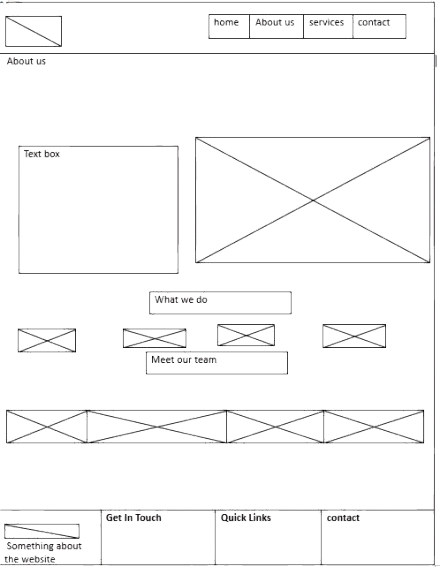 home About us services contact
About us
Text box
What we do
Meet our team
Get In Touch Quick Links contact
Something about
the website